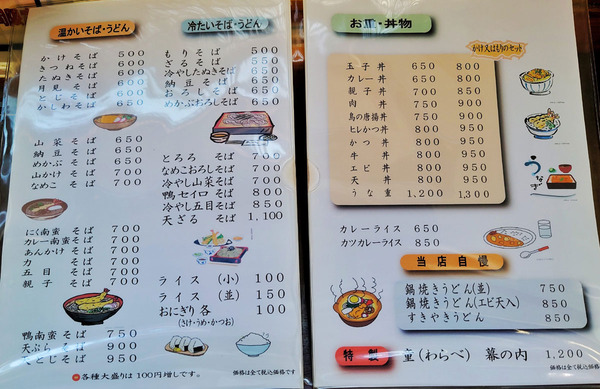 温かいそば・うどん
かけそば 500
きつねそば 600
たぬきそば 600
月見そば 600
とじそば 650
かしわそば 650
山菜そば 650
納豆そば 650
めかぶそば 650
山かけそば 700
なめこそば 700
にく南蛮そば 700
カレー南蛮そば 700
あんかけそば 700
力そば 700
五目そば 700
親子そば 700
鴨南蛮そば 750
天ぷらそば 900
天とじそば 950
各種大盛りは100円増しです。
冷たいそば・うどん
もりそば 500
ざるそば 550
冷やしたぬきそば 650
納豆そば 650
おろしそば 650
めかぶおろしそば 650
とろろそば 700
なめこおろしそば 700
冷やし山菜そば 700
鴨セイロそば 800
冷やし五目そば 850
天ざるそば 1,100
ライス(小) 100
ライス(並) 150
おにぎり各 100
(さけ・うめ・かつお)
価格は全て税込価格です
お皿・丼物
かけ又はもりのセット
玉子丼 650 800
カレー丼 650 800
親子丼 700 850
肉丼 750 900
鳥の唐揚丼 750 900
ヒレかつ丼 800 950
かつ丼 800 950
牛丼 800 950
エビ丼 800 950
天丼 800 950
うな重 1,200 1,300
うなぎ
カレーライス 650
カツカレーライス 850
当店自慢
鍋焼きうどん(並) 750
鍋焼きうどん(エビ天入) 850
すきやきうどん 850
特製 童(わらべ) 幕の内 1,200
価格は全て税込価格です